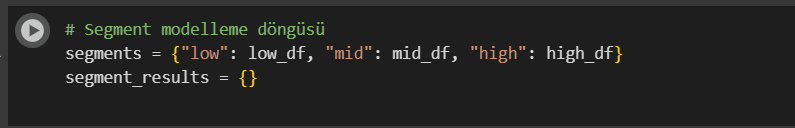 # Segment modelleme döngüsü
segments = {"low": low_df, "mid": mid_df, "high": high_df}
segment_results = {}